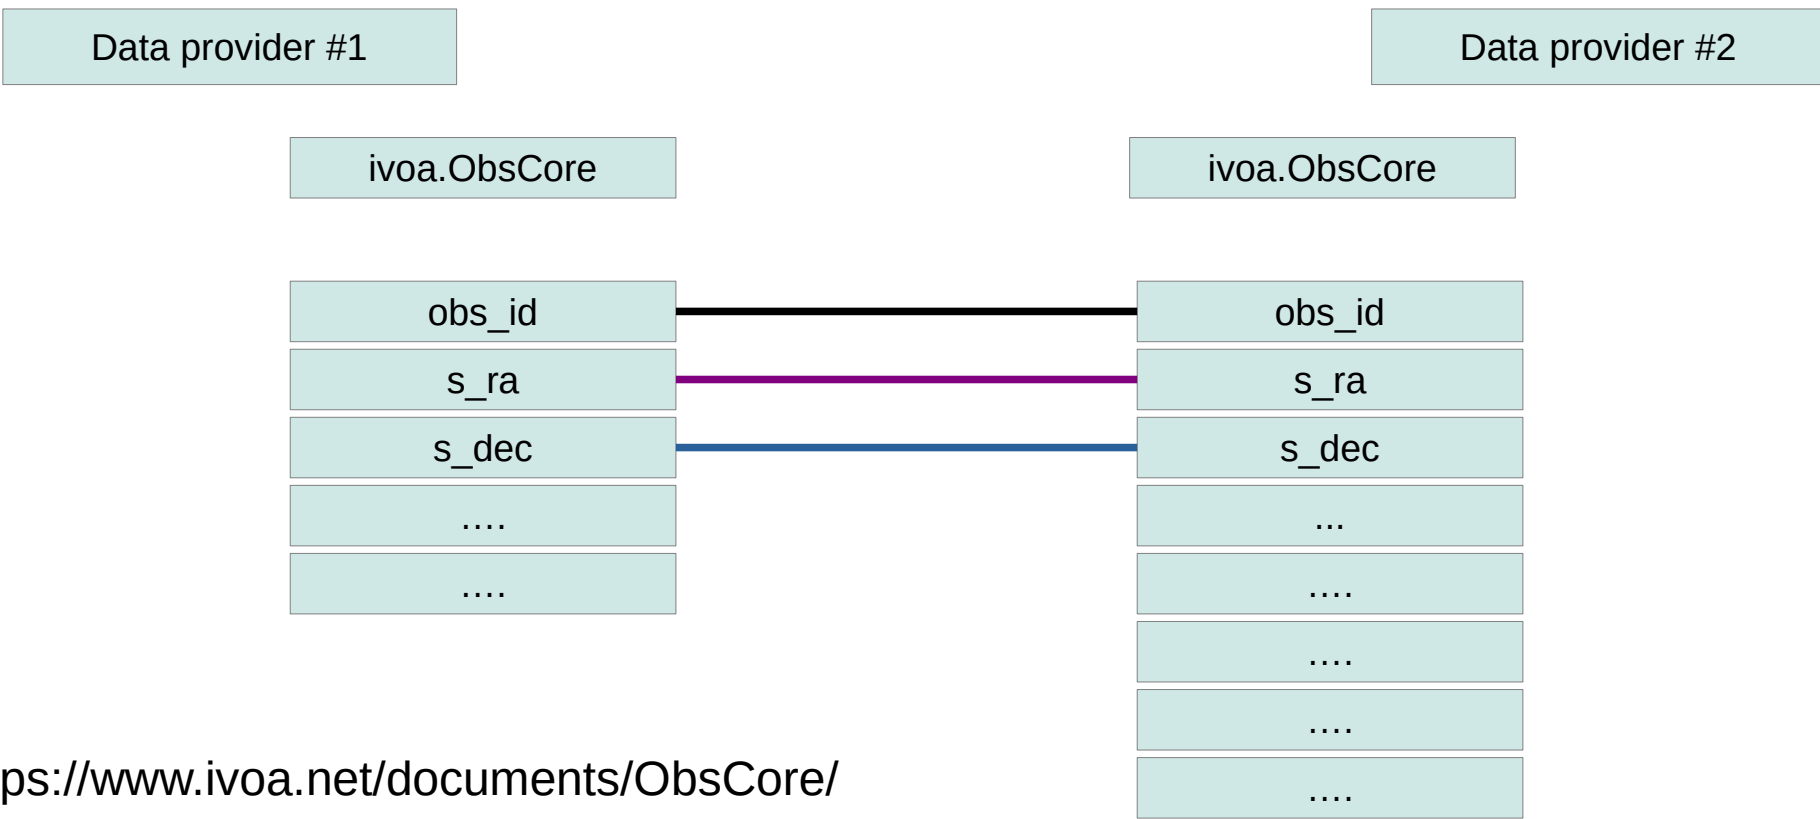 Data provider #1
Data provider #2
ivoa.ObsCore
ivoa.ObsCore
obs_id
obs_id
s_ra
s_ra
s_dec
s_dec
….
...
….
….
….
….
….
ps://www.ivoa.net/documents/ObsCore/